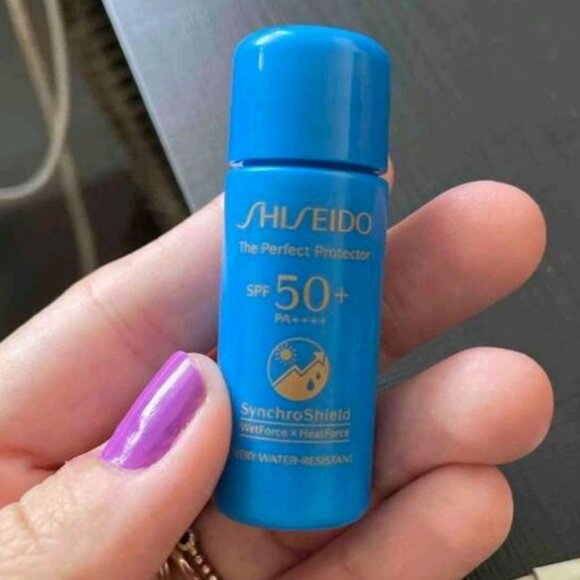 SHISEIDO
The Perfect Protector
SPF 50+
PA++++
SynchroShield
WetForce x HeatForce
VERY WATER-RESISTANT